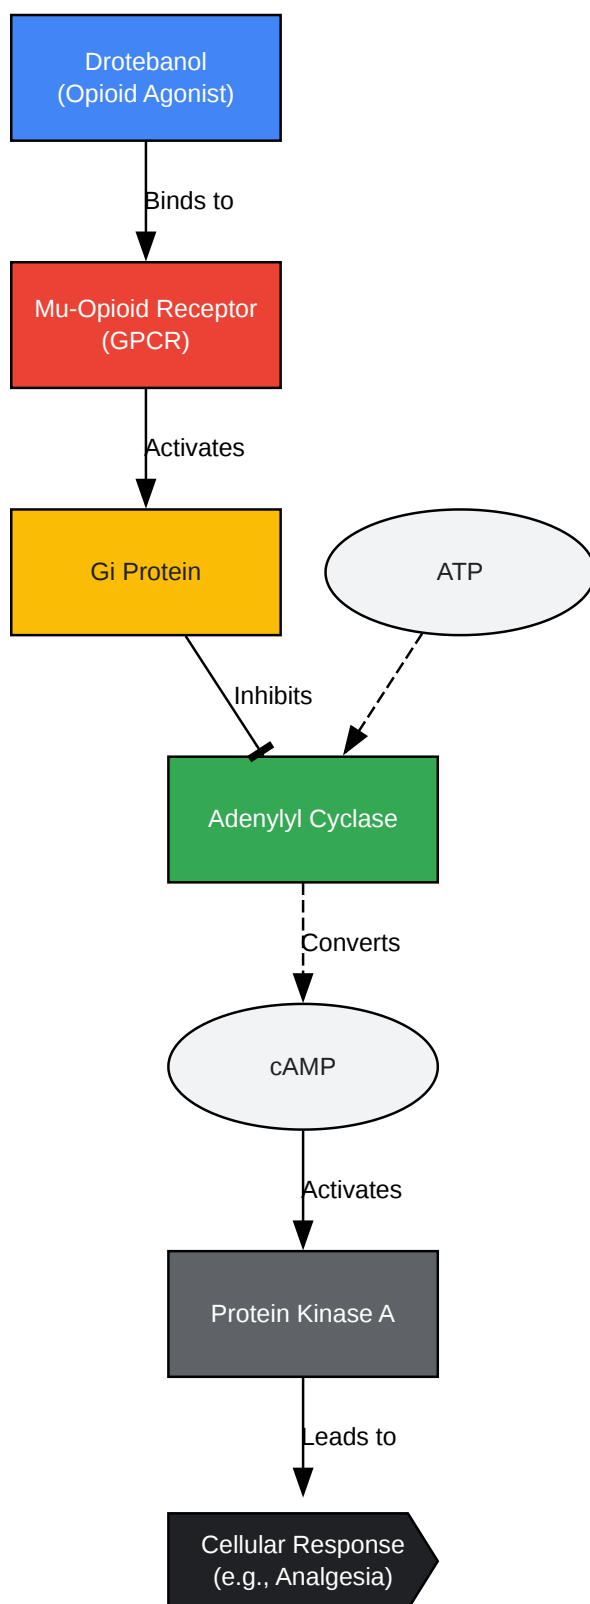 Drotebanol
(Opioid Agonist)
Binds to
Mu-Opioid Receptor
(GPCR)
Activates
Gi Protein
ATP
Inhibits
Adenylyl Cyclase
Converts
cAMP
Activates
Protein Kinase A
Leads to
Cellular Response
(e.g., Analgesia)